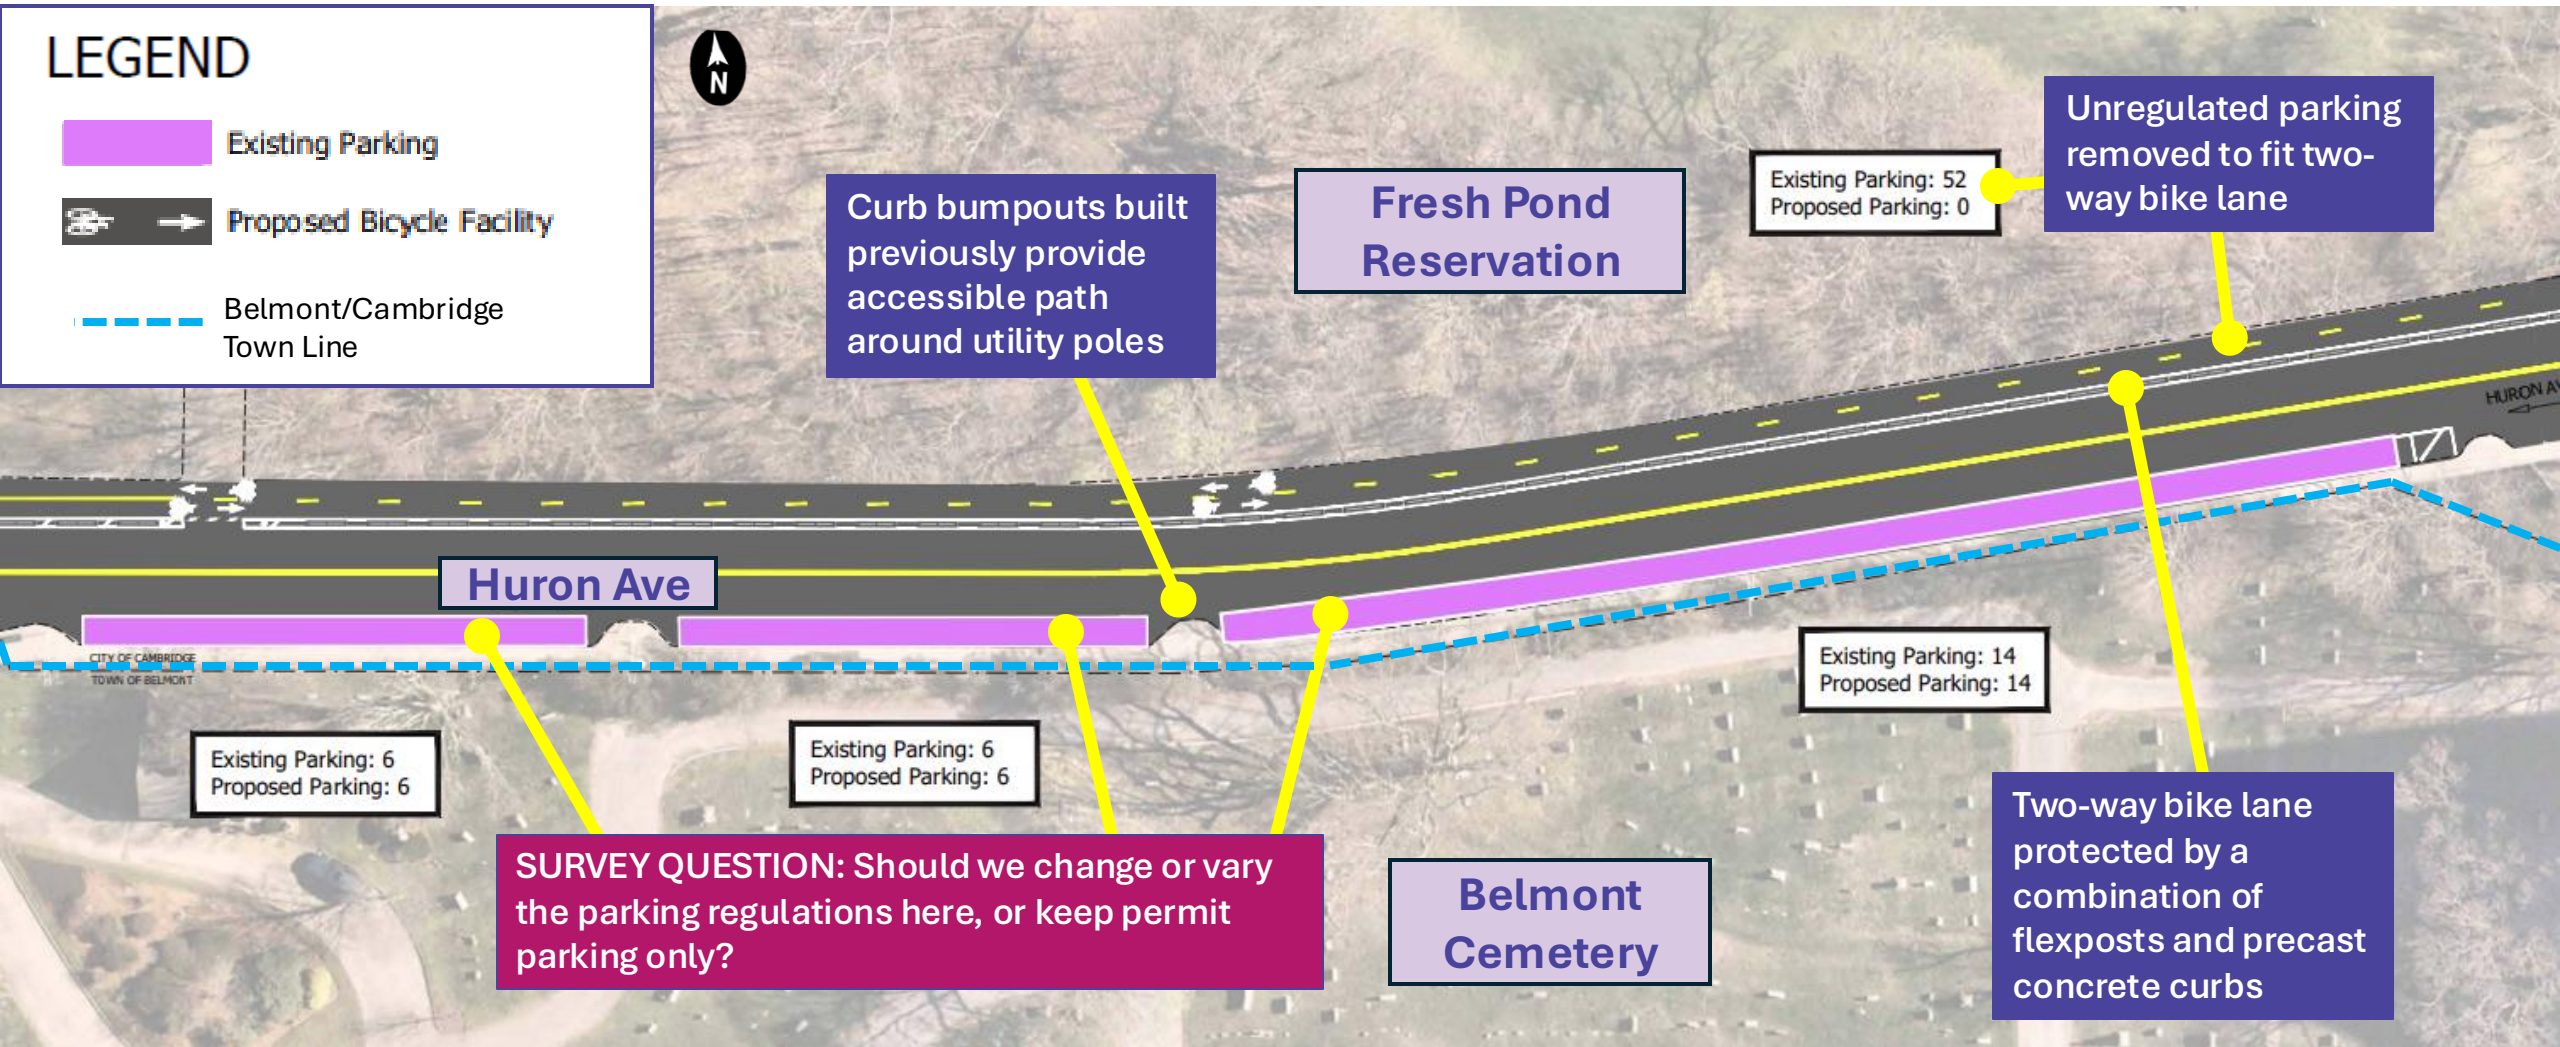 LEGEND
Existing Parking
Proposed Bicycle Facility
Belmont/Cambridge
Town Line
N
Curb bumpouts built
previously provide
accessible path
around utility poles
Fresh Pond
Reservation
Existing Parking: 52
Proposed Parking: 0
Unregulated parking
removed to fit two-
way bike lane
HURON AV
Huron Ave
CITY OF CAMBRIDGE
TOWN OF BELMONT
Existing Parking: 6
Proposed Parking: 6
Existing Parking: 6
Proposed Parking: 6
Existing Parking: 14
Proposed Parking: 14
SURVEY QUESTION: Should we change or vary
the parking regulations here, or keep permit
parking only?
Belmont
Cemetery
Two-way bike lane
protected by a
combination of
flexposts and precast
concrete curbs